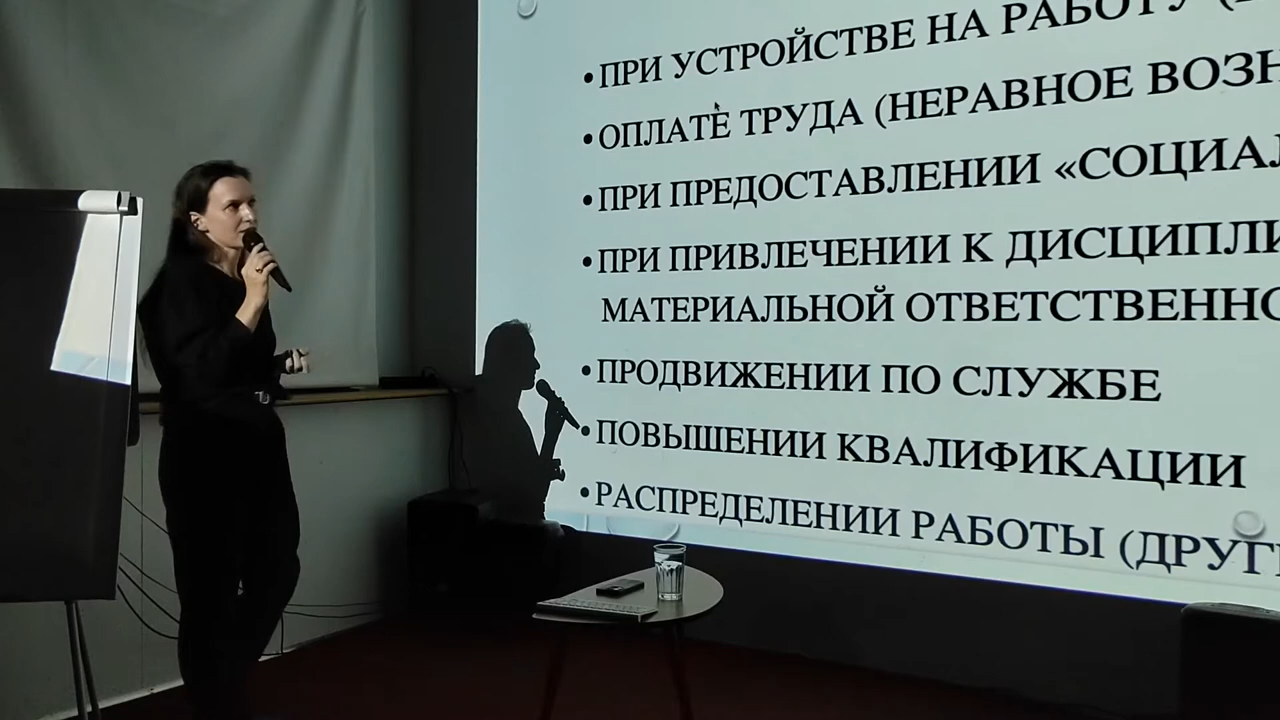 •ПРИ УСТРОЙСТВЕ НА РАБОТУ
•ОПЛАТЕ ТРУДА (НЕРАВНОЕ
•ПРИ ПРЕДОСТАВЛЕНИИ
•ПРИ ПРИВЛЕЧЕНИИ К
МАТЕРИАЛЬНОЙ
•ПРОДВИЖЕНИИ ПО СЛУЖБЕ
•ПОВЫШЕНИИ КВАЛИФИКАЦИИ
•РАСПРЕДЕЛЕНИИ РАБОТЫ